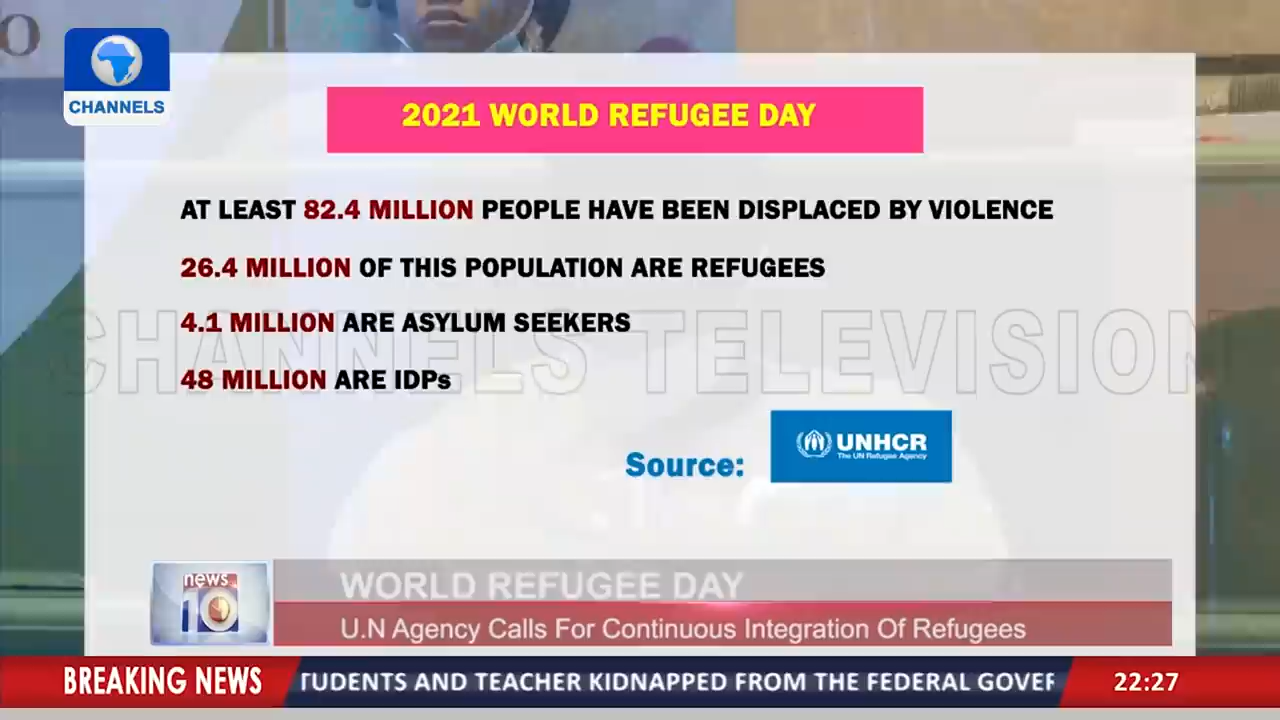 CHANNELS
2021 WORLD REFUGEE DAY
AT LEAST 82.4 MILLION PEOPLE HAVE BEEN DISPLACED BY VIOLENCE
26.4 MILLION OF THIS POPULATION ARE REFUGEES
4.1 MILLION ARE ASYLUM SEEKERS
CHANNELS TELEVISION
48 MILLION ARE IDPs
Source:
UNHCR
The UN Refugee Agency
news
10
WORLD REFUGEE DAY
U.N Agency Calls For Continuous Integration Of Refugees
BREAKING NEWS
TUDENTS AND TEACHER KIDNAPPED FROM THE FEDERAL GOVER
22:27